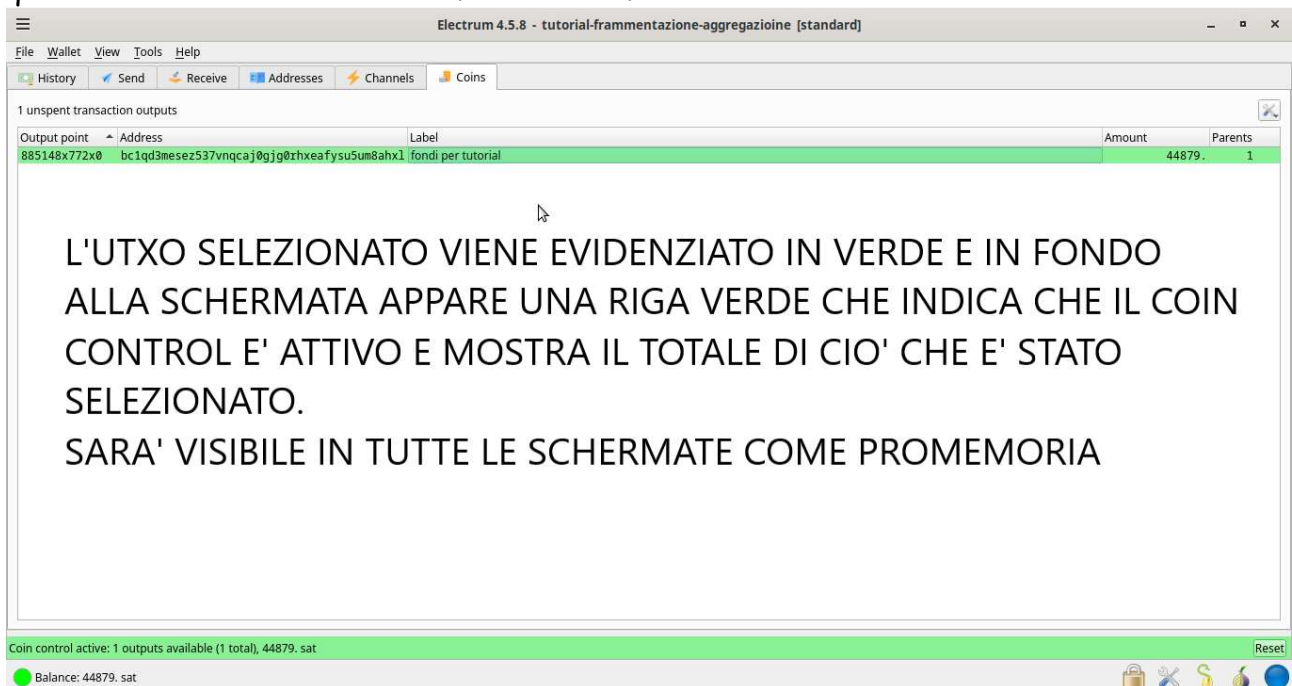 Electrum 4.5.8 - tutorial-frammentazione-aggregazioine [standard]
File Wallet View Tools Help
History Send Receive Addresses Channels Coins
1 unspent transaction outputs
Output point Address Label Amount Parents
885148x772x0 bc1qd3mesez537vnqcaj0gjg0rhxeafysu5um8ahxl fondi per tutorial 44879. 1
L'UTXO SELEZIONATO VIENE EVIDENZIATO IN VERDE E IN FONDO
ALLA SCHERMATA APPARE UNA RIGA VERDE CHE INDICA CHE IL COIN
CONTROL E' ATTIVO E MOSTRA IL TOTALE DI CIO' CHE E' STATO
SELEZIONATO.
SARA' VISIBILE IN TUTTE LE SCHERMATE COME PROMEMORIA
Coin control active: 1 outputs available (1 total), 44879. sat Reset
Balance: 44879. sat